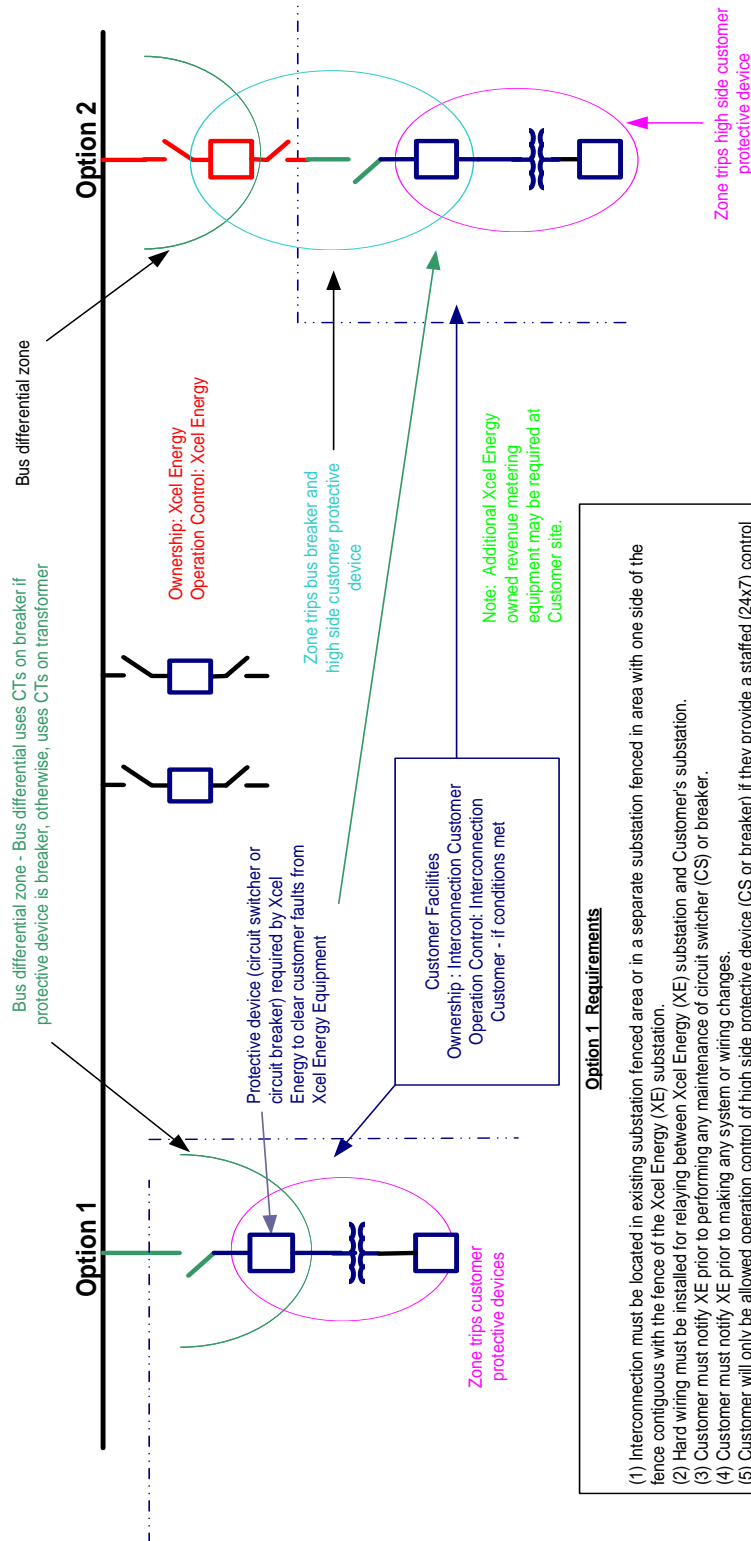 Option 1
Option 2
Bus differential zone - Bus differential uses CTs on breaker if
protective device is breaker, otherwise, uses CTs on transformer
Bus differential zone
Protective device (circuit switcher or
circuit breaker) required by Xcel
Energy to clear customer faults from
Xcel Energy Equipment
Ownership: Xcel Energy
Operation Control: Xcel Energy
Zone trips bus breaker and
high side customer protective
device
Zone trips customer
protective devices
Customer Facilities
Ownership : Interconnection Customer
Operation Control: Interconnection
Customer - if conditions met
Note: Additional Xcel Energy
owned revenue metering
equipment may be required at
Customer site.
Zone trips high side customer
protective device
Option 1 Requirements
(1) Interconnection must be located in existing substation fenced area or in a separate substation fenced in area with one side of the
fence contiguous with the fence of the Xcel Energy (XE) substation.
(2) Hard wiring must be installed for relaying between Xcel Energy (XE) substation and Customer's substation.
(3) Customer must notify XE prior to performing any maintenance of circuit switcher (CS) or breaker.
(4) Customer must notify XE prior to making any system or wiring changes.
(5) Customer will only be allowed operation control of high side protective device (CS or breaker) if they provide a staffed (24x7) control